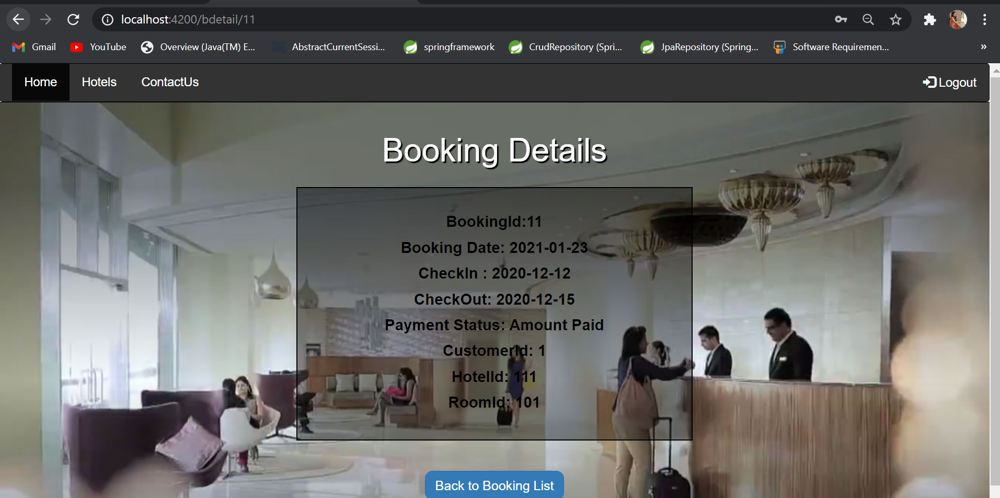 localhost:4200/bdetail/11
Gmail YouTube Overview (Java(TM) E... AbstractCurrentSessi... springframework CrudRepository (Spri... JpaRepository (Spring... Software Requiremen... »
Home Hotels ContactUs Logout
Booking Details
BookingId:11
Booking Date: 2021-01-23
CheckIn : 2020-12-12
CheckOut: 2020-12-15
Payment Status: Amount Paid
CustomerId: 1
HotelId: 111
RoomId: 101
Back to Booking List